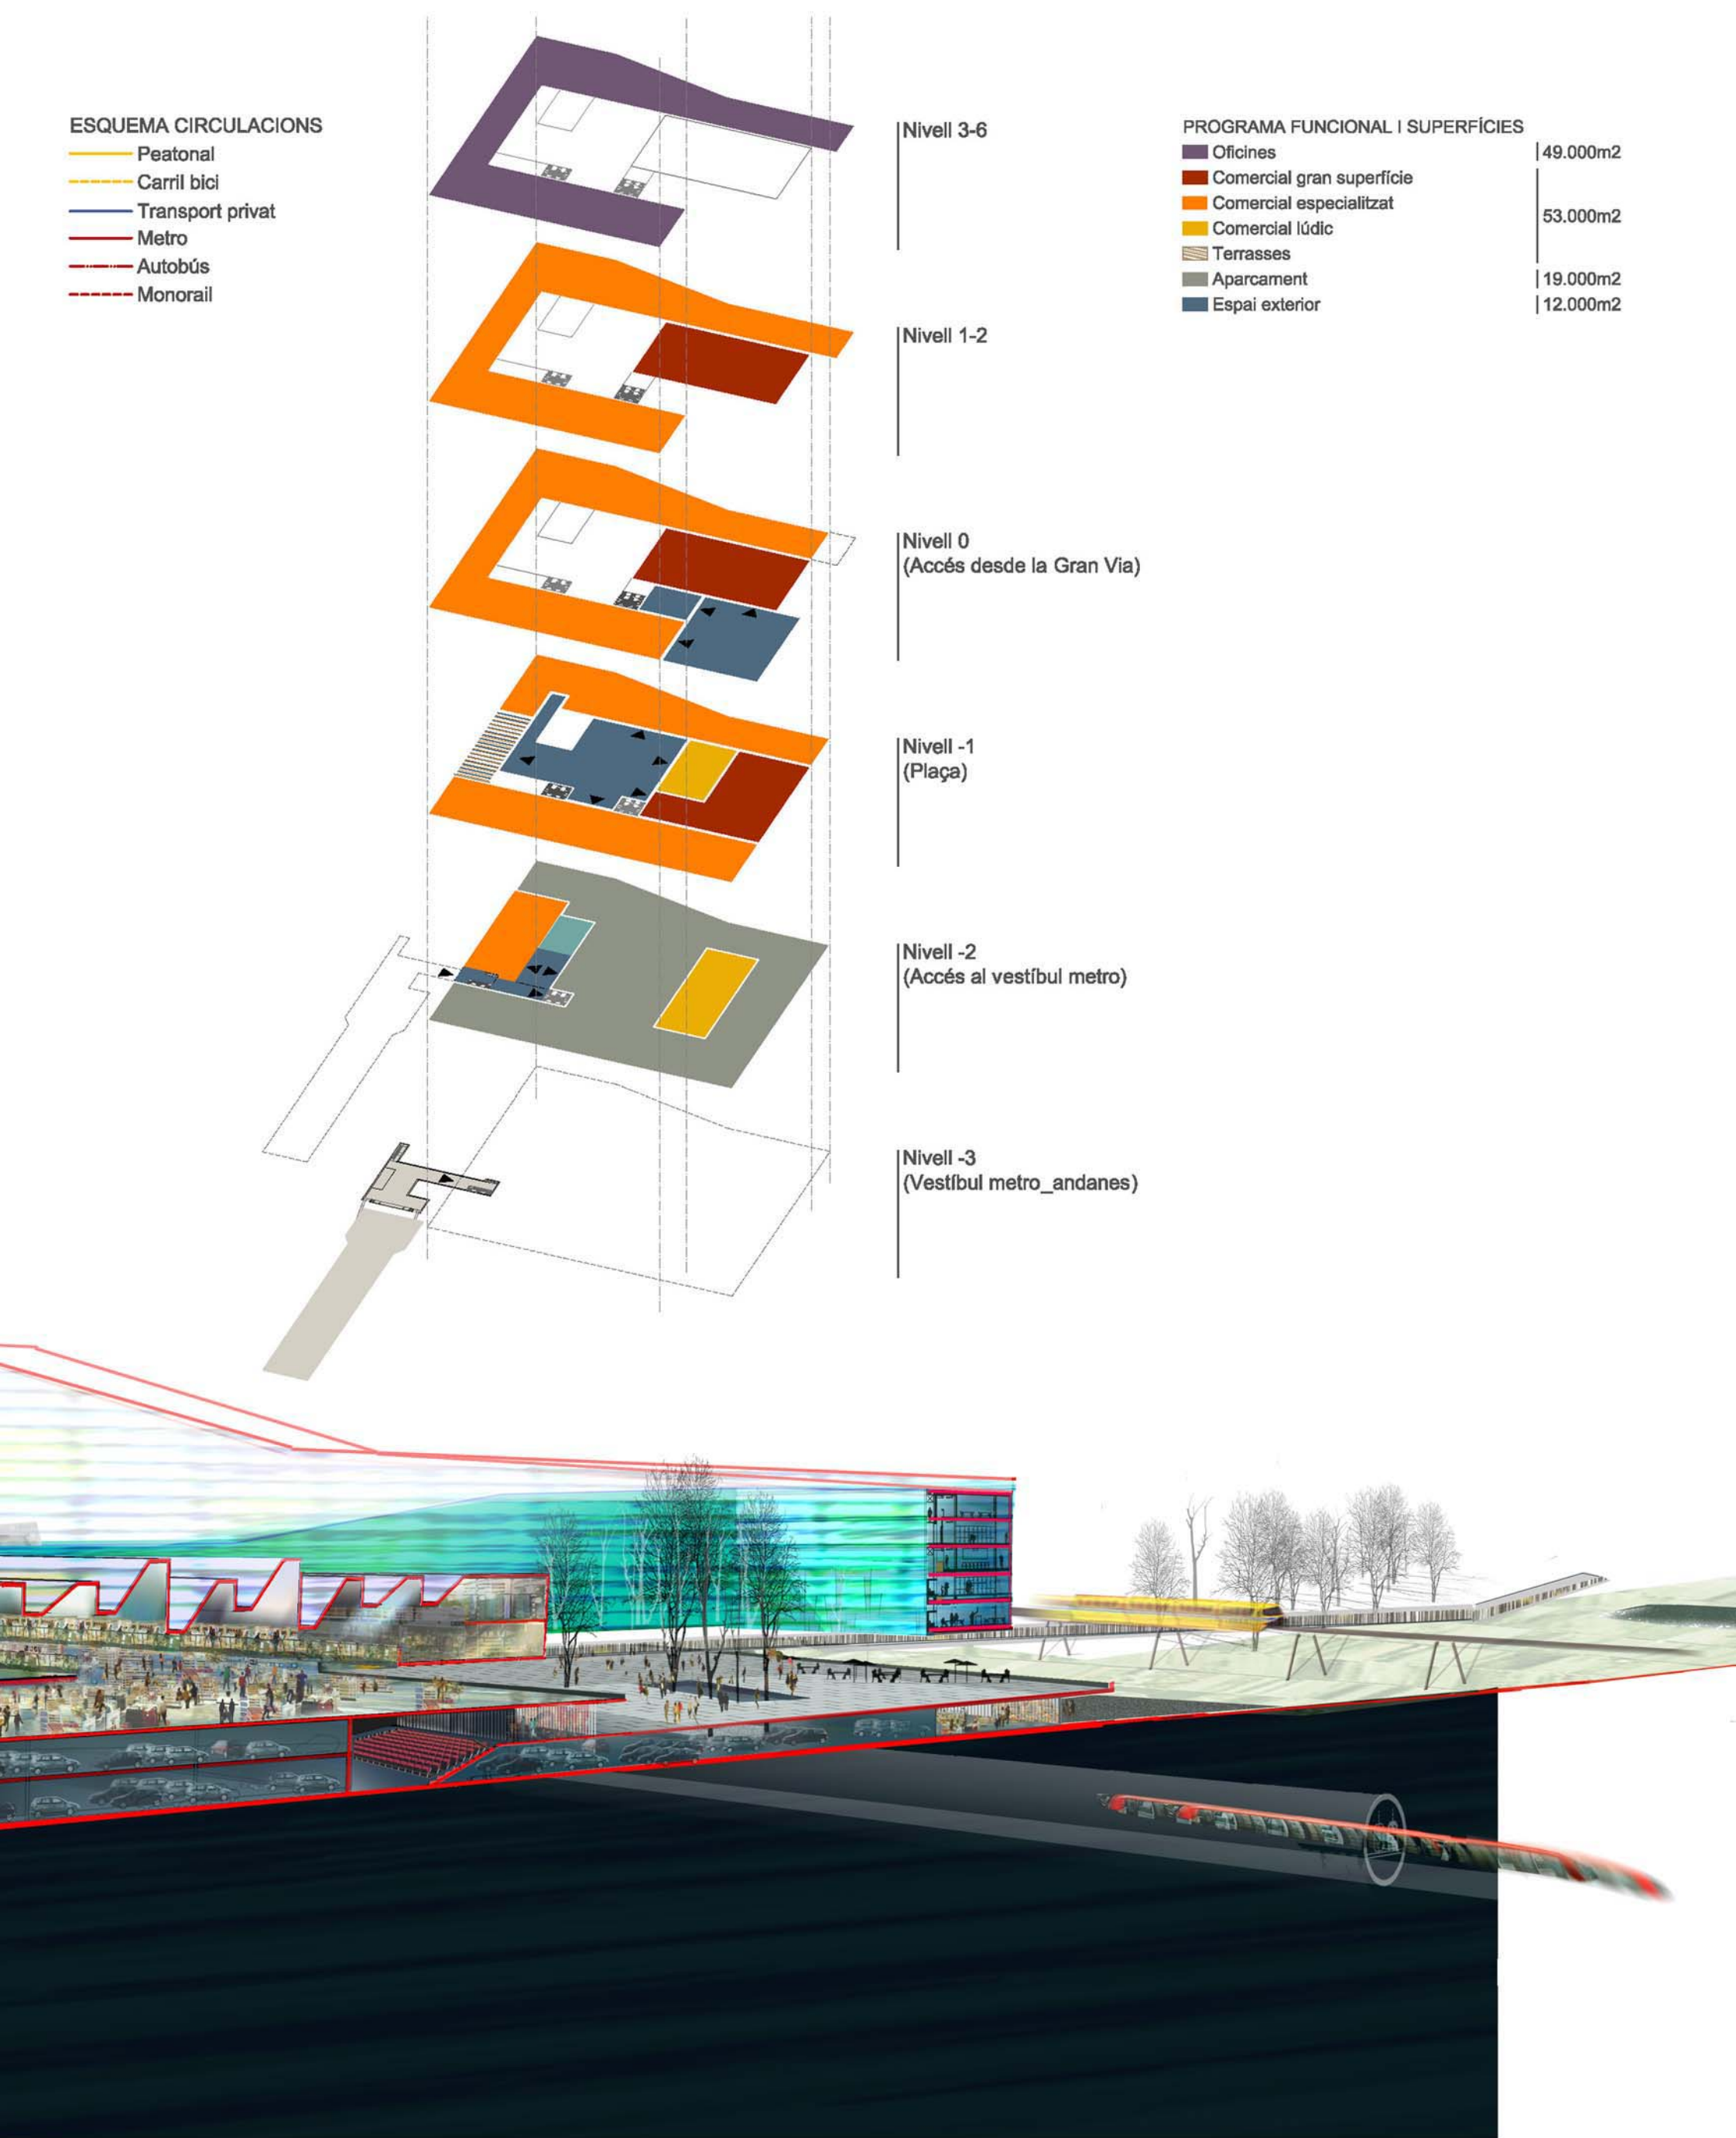 ESQUEMA CIRCULACIONS
Peatonal
Carril bici
Transport privat
Metro
Autobús
Monorail
Nivell 3-6
Nivell 1-2
Nivell 0
(Accés desde la Gran Via)
Nivell -1
(Plaça)
Nivell -2
(Accés al vestíbul metro)
Nivell -3
(Vestíbul metro_andanes)
PROGRAMA FUNCIONAL I SUPERFÍCIES
Oficines 49.000m2
Comercial gran superfície
Comercial especialitzat
53.000m2
Comercial lúdic
Terrasses
Aparcament 19.000m2
Espai exterior 12.000m2